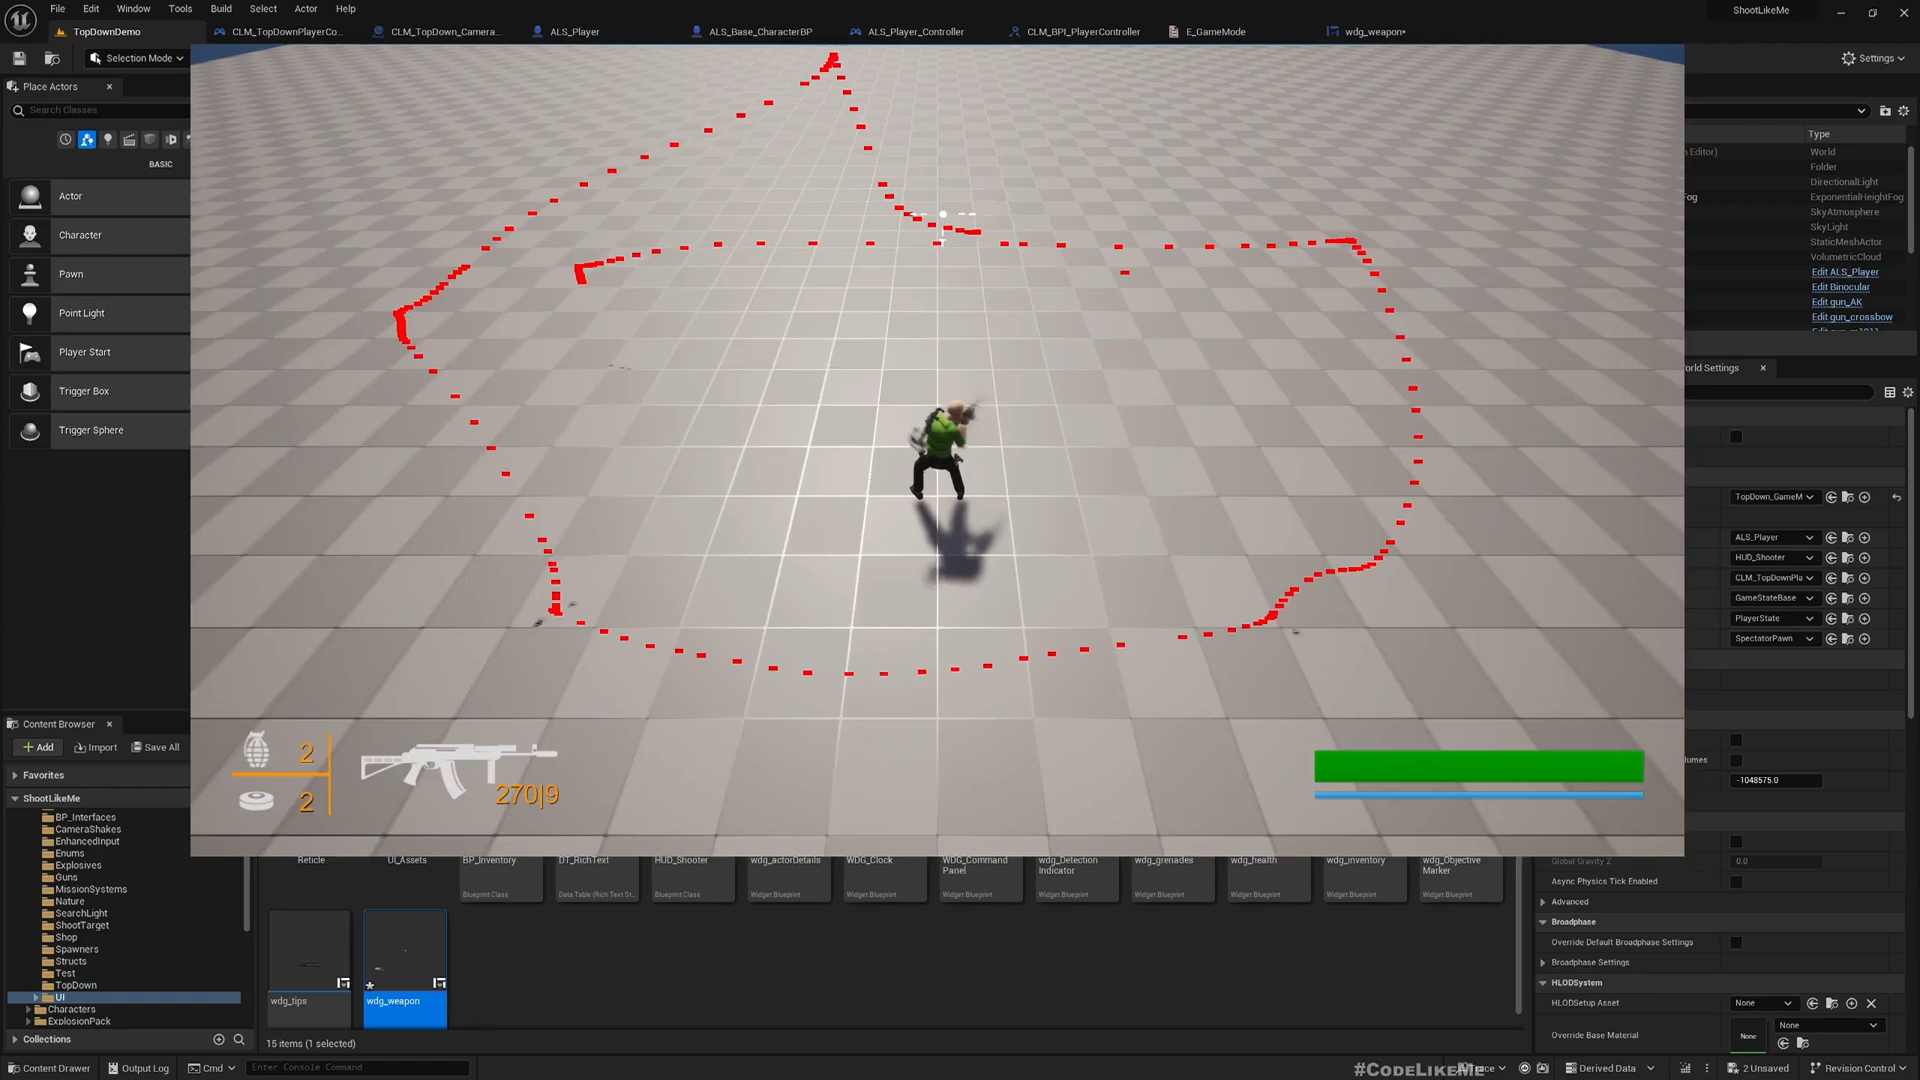 File Edit Window Tools Build Select Actor Help
ShootLikeMe
TopDownDemo
CLM_TopDownPlayerCo...
CLM_TopDown_Camera...
ALS_Player
ALS_Base_CharacterBP
ALS_Player_Controller
CLM_BPI_PlayerController
E_GameMode
wdg_weapon•
Selection Mode
Settings
Place Actors
Search Classes
BASIC
Actor
Character
Pawn
Point Light
Player Start
Trigger Box
Trigger Sphere
Type
Editor) World
Folder
DirectionalLight
Fog ExponentialHeightFog
SkyAtmosphere
SkyLight
StaticMeshActor
VolumetricCloud
Edit ALS_Player
Edit Binocular
Edit gun_AK
Edit gun_crossbow
World Settings
TopDown_GameM
ALS_Player
HUD_Shooter
CLM_TopDownPla
GameStateBase
PlayerState
SpectatorPawn
umes
-1048575.0
Global Gravity Z 0.0
Async Physics Tick Enabled
Advanced
Broadphase
Override Default Broadphase Settings
Broadphase Settings
HLODSystem
HLODSetup Asset None
Override Base Material None None
2
2
270|9
Content Browser
Add Import Save All
Favorites
ShootLikeMe
BP_Interfaces
CameraShakes
EnhancedInput
Enums
Explosives
Guns
MissionSystems
Nature
SearchLight
ShootTarget
Shop
Spawners
Structs
Test
TopDown
UI
Characters
ExplosionPack
Collections
Reticle
UI_Assets
BP_Inventory
Blueprint Class
DT_RichText
Data Table (Rich Text St...
HUD_Shooter
Blueprint Class
wdg_actorDetails
Widget Blueprint
WDG_Clock
Widget Blueprint
WDG_Command
Panel
Widget Blueprint
wdg_Detection
Indicator
Widget Blueprint
wdg_grenades
Widget Blueprint
wdg_health
Widget Blueprint
wdg_inventory
Widget Blueprint
wdg_Objective
Marker
Widget Blueprint
wdg_tips
wdg_weapon
15 items (1 selected)
Content Drawer Output Log Cmd Enter Console Command
#CodeLikeMe
Trace Derived Data 2 Unsaved Revision Control